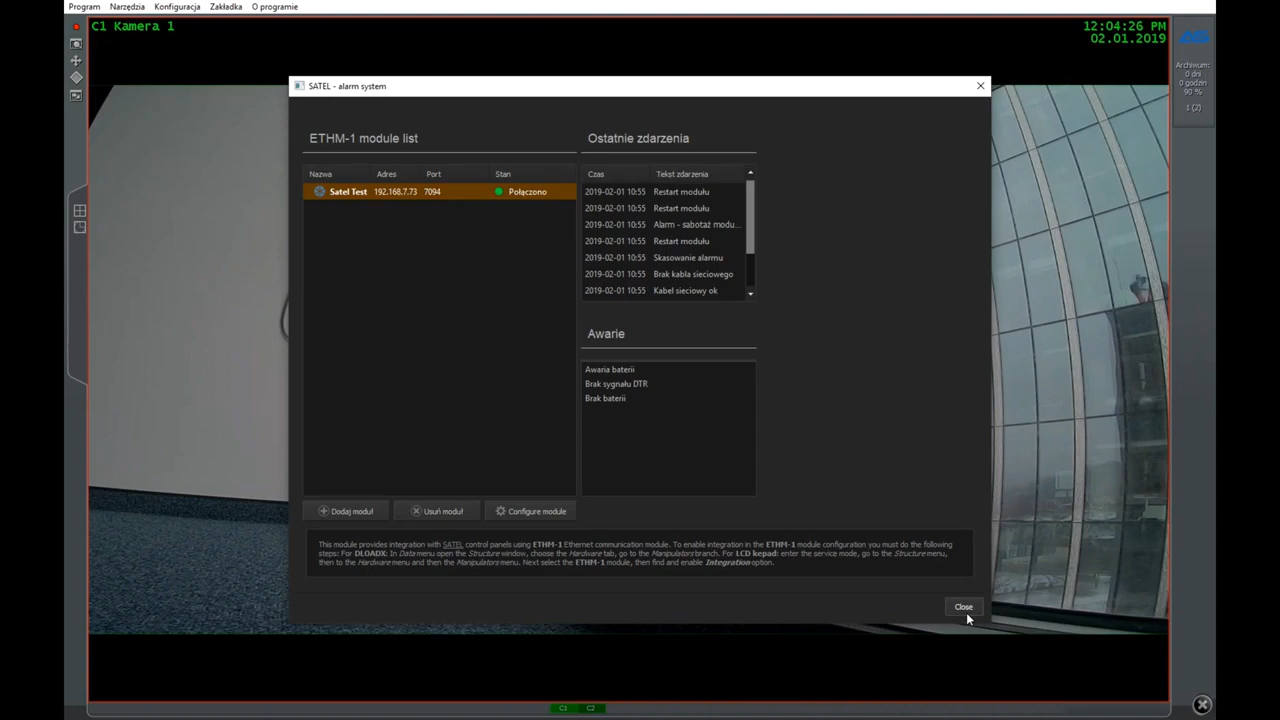 Program Narzędzia Konfiguracja Zakładka O programie
C1 Kamera 1
12:04:26 PM
02.01.2019
Archiwum:
0 dni
0 godzin
90 %
1 (2)
SATEL - alarm system
ETHM-1 module list
Nazwa Adres Port Stan
Satel Test 192.168.7.73 7094 Połączono
Dodaj moduł Usuń moduł Configure module
Ostatnie zdarzenia
Czas Tekst zdarzenia
2019-02-01 10:55 Restart modułu
2019-02-01 10:55 Restart modułu
2019-02-01 10:55 Alarm - sabotaż modu...
2019-02-01 10:55 Restart modułu
2019-02-01 10:55 Skasowanie alarmu
2019-02-01 10:55 Brak kabla sieciowego
2019-02-01 10:55 Kabel sieciowy ok
Awarie
Awaria baterii
Brak sygnału DTR
Brak baterii
This module provides integration with SATEL control panels using ETHM-1 Ethernet communication module. To enable integration in the ETHM-1 module configuration you must do the following
steps: For DLOADX: In Data menu open the Structure window, choose the Hardware tab, go to the Manipulators branch. For LCD kepad: enter the service mode, go to the Structure menu,
then to the Hardware menu and then the Manipulators menu. Next select the ETHM-1 module, then find and enable Integration option.
Close
C1 C2